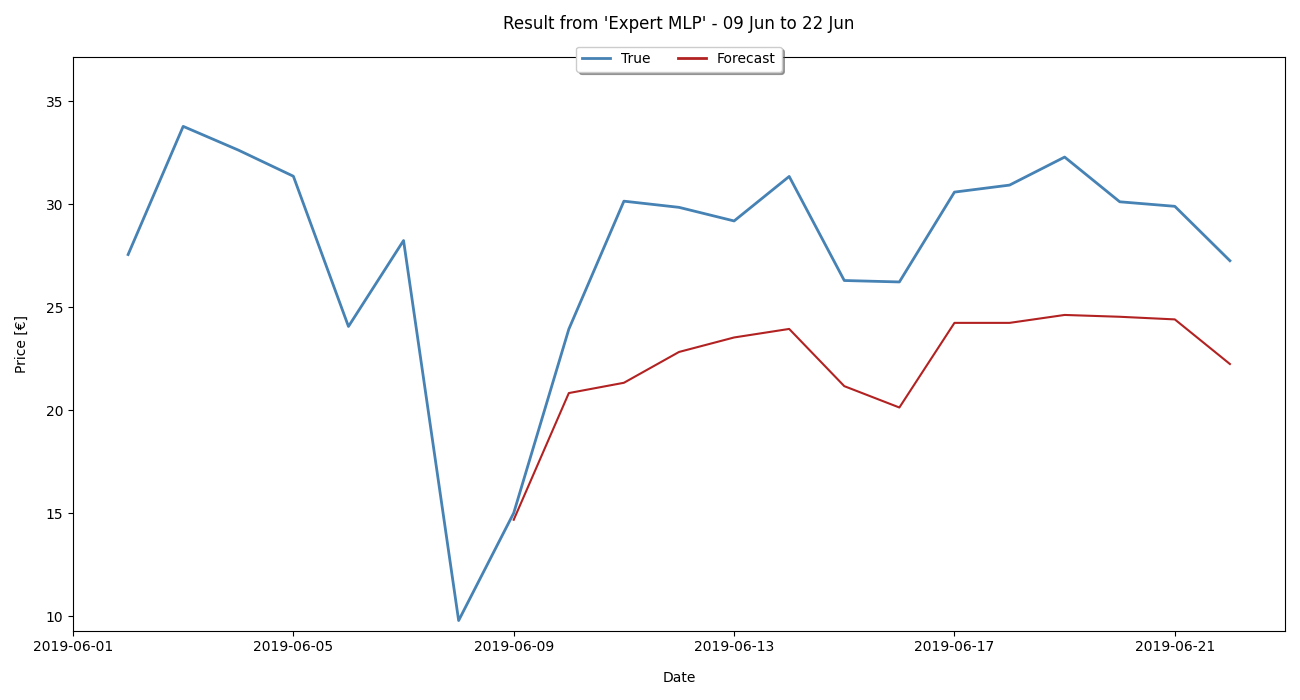 Result from 'Expert MLP' - 09 Jun to 22 Jun
True Forecast
35
30
25
20
15
10
Price [€]
2019-06-01 2019-06-05 2019-06-09 2019-06-13 2019-06-17 2019-06-21
Date